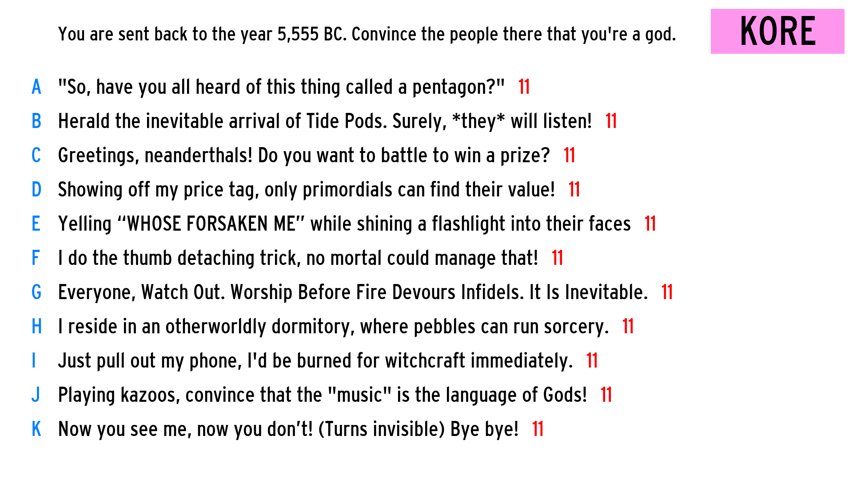 You are sent back to the year 5,555 BC. Convince the people there that you're a god.
KORE
A "So, have you all heard of this thing called a pentagon?" 11
B Herald the inevitable arrival of Tide Pods. Surely, *they* will listen! 11
C Greetings, neanderthals! Do you want to battle to win a prize? 11
D Showing off my price tag, only primordials can find their value! 11
E Yelling “WHOSE FORSAKEN ME” while shining a flashlight into their faces 11
F I do the thumb detaching trick, no mortal could manage that! 11
G Everyone, Watch Out. Worship Before Fire Devours Infidels. It Is Inevitable. 11
H I reside in an otherworldly dormitory, where pebbles can run sorcery. 11
I Just pull out my phone, I'd be burned for witchcraft immediately. 11
J Playing kazoos, convince that the "music" is the language of Gods! 11
K Now you see me, now you don’t! (Turns invisible) Bye bye! 11